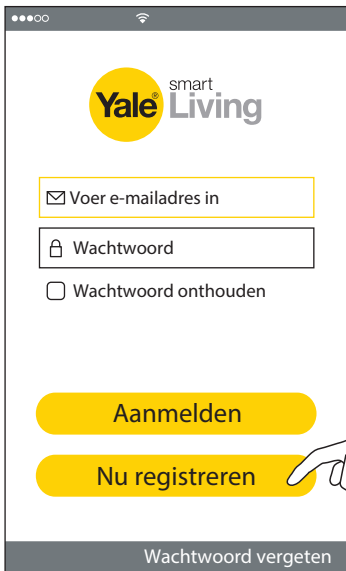 smart
Yale® Living
Voer e-mailadres in
Wachtwoord
Wachtwoord onthouden
Aanmelden
Nu registreren
Wachtwoord vergeten